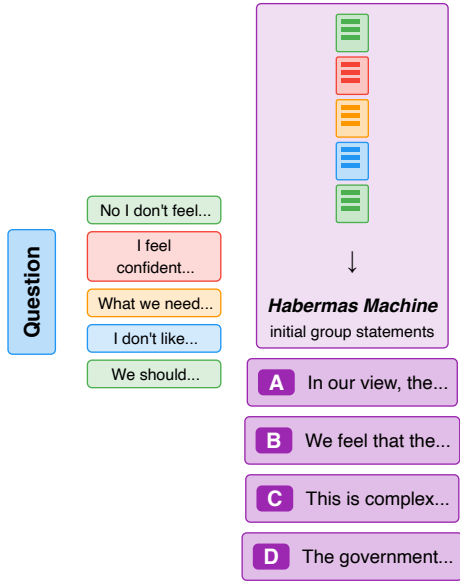 Question
No I don't feel...
I feel
confident...
What we need...
I don't like...
We should...
↓
Habermas Machine
initial group statements
A In our view, the...
B We feel that the...
C This is complex...
D The government...